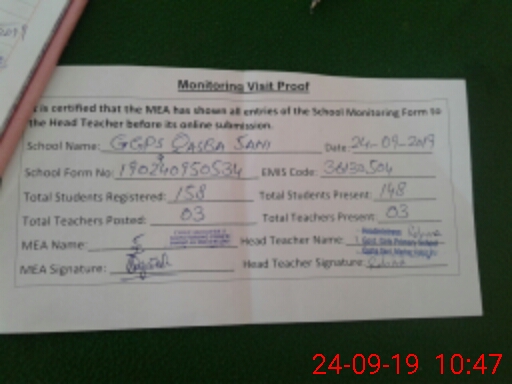 Monitoring Visit Proof
It is certified that the MEA has shown all entries of the School Monitoring Form to
the Head Teacher before its online submission.
School Name: GGPS QASBA SANI Date: 24-09-2019
School Form No: 190240950534 EMIS Code: 36130504
Total Students Registered: 158 Total Students Present: 148
Total Teachers Posted: 03 Total Teachers Present: 03
MEA Name: Head Teacher Name:
MEA Signature: Head Teacher Signature:
24-09-19 10:47